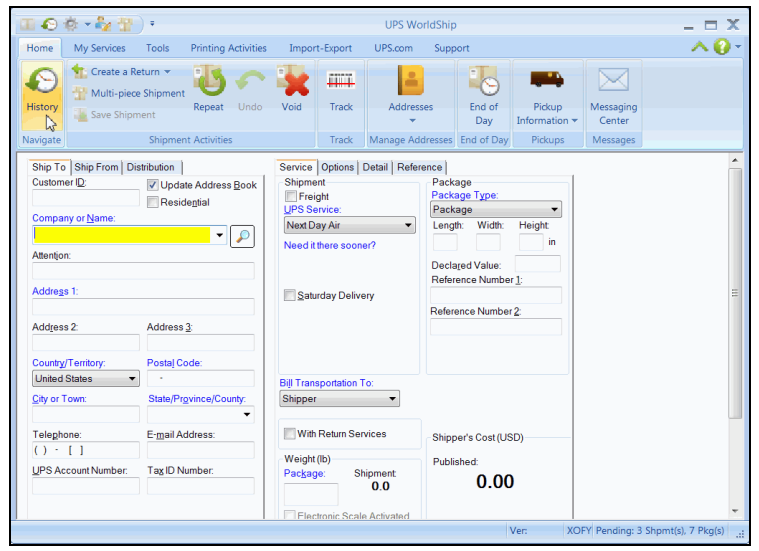 UPS WorldShip
Home My Services Tools Printing Activities Import-Export UPS.com Support
History
Create a Return
Multi-piece Shipment
Save Shipment
Repeat Undo Void Track Addresses End of Day Pickup Information Messaging Center
Navigate Shipment Activities Track Manage Addresses End of Day Pickups Messages
Ship To Ship From Distribution
Customer ID:
Update Address Book
Residential
Company or Name:
Attention:
Address 1:
Address 2: Address 3:
Country/Territory: Postal Code:
United States -
City or Town: State/Province/County:
Telephone: E-mail Address:
( ) - [ ]
UPS Account Number: Tax ID Number:
Service Options Detail Reference
Shipment
Freight
UPS Service:
Next Day Air
Need it there sooner?
Saturday Delivery
Bill Transportation To:
Shipper
With Return Services
Weight (lb)
Package: Shipment:
0.0
Electronic Scale Activated
Package
Package Type:
Package
Length: Width: Height:
in
Declared Value:
Reference Number 1:
Reference Number 2:
Shipper's Cost (USD)
Published:
0.00
Ver: XOFY Pending: 3 Shpmt(s), 7 Pkg(s)